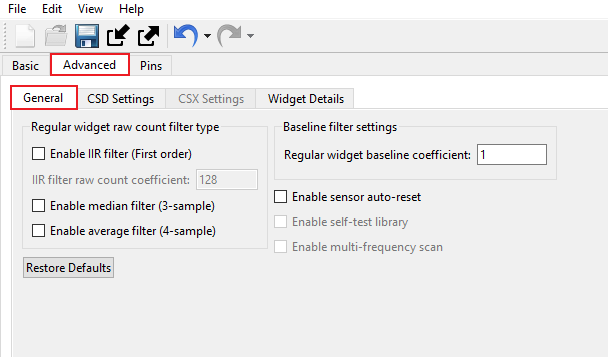 File Edit View Help
Basic Advanced Pins
General CSD Settings CSX Settings Widget Details
Regular widget raw count filter type
Enable IIR filter (First order)
IIR filter raw count coefficient: 128
Enable median filter (3-sample)
Enable average filter (4-sample)
Restore Defaults
Baseline filter settings
Regular widget baseline coefficient: 1
Enable sensor auto-reset
Enable self-test library
Enable multi-frequency scan